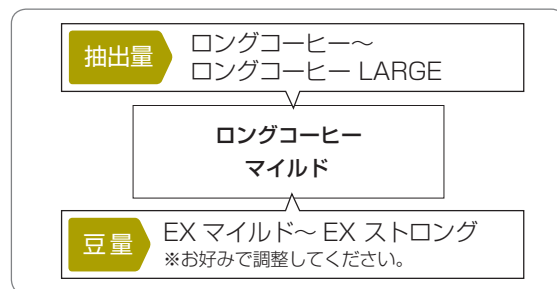 抽出量
ロングコーヒー〜
ロングコーヒー LARGE
ロングコーヒー
マイルド
豆量
EX マイルド〜 EX ストロング
※お好みで調整してください。